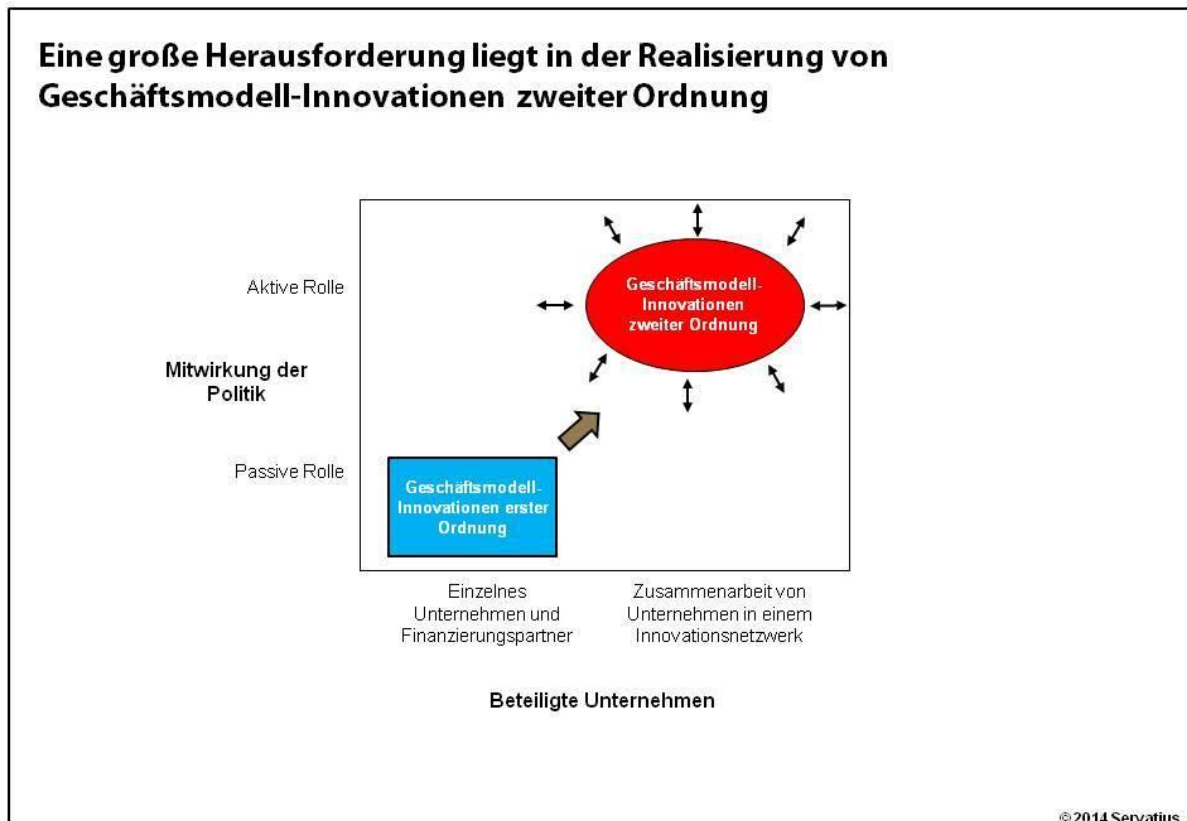 Eine große Herausforderung liegt in der Realisierung von
Geschäftsmodell-Innovationen zweiter Ordnung
Aktive Rolle
Geschäftsmodell-
Innovationen
zweiter Ordnung
Mitwirkung der
Politik
Passive Rolle
Geschäftsmodell-
Innovationen erster
Ordnung
Einzelnes
Unternehmen und
Finanzierungspartner
Zusammenarbeit von
Unternehmen in einem
Innovationsnetzwerk
Beteiligte Unternehmen
© 2014 Servatius